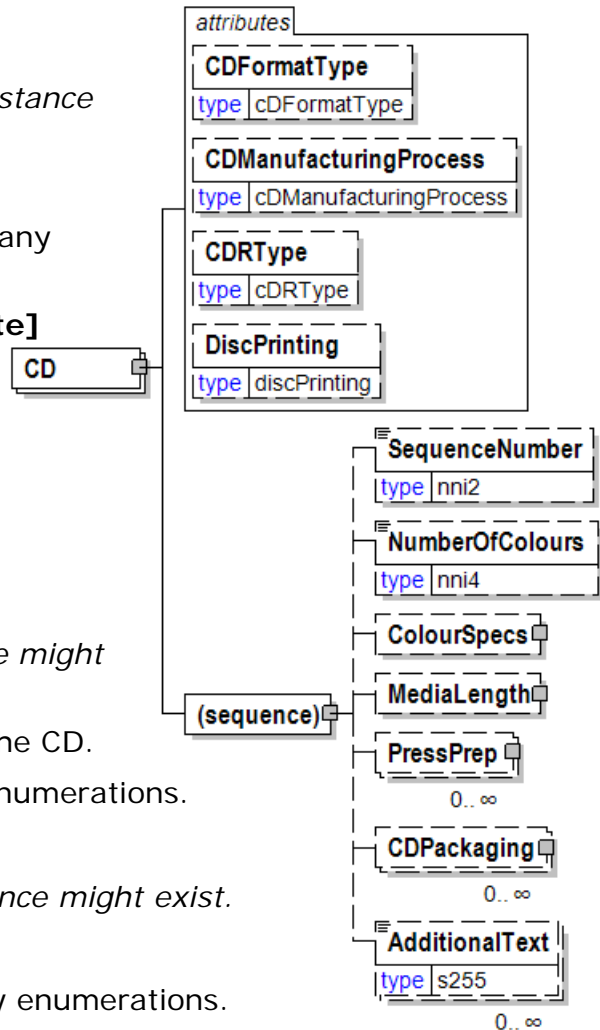 stance
any
te]
e might
he CD.
numerations.
nce might exist.
y enumerations.
CD
attributes
CDFormatType
type cDFormatType
CDManufacturingProcess
type cDManufacturingProcess
CDRType
type cDRType
DiscPrinting
type discPrinting
(sequence)
SequenceNumber
type nni2
NumberOfColours
type nni4
ColourSpecs
MediaLength
PressPrep
0.. ∞
CDPackaging
0.. ∞
AdditionalText
type s255
0.. ∞